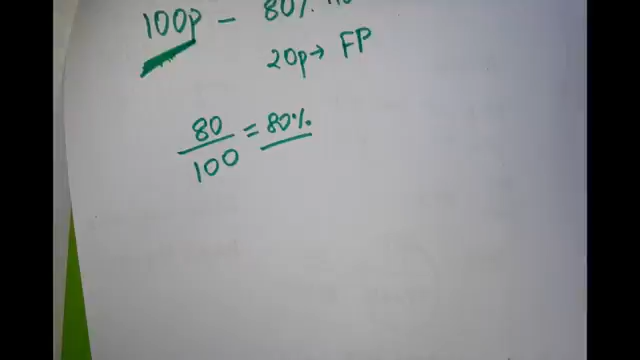 100p - 80%
20p → FP
80/100 = 80%